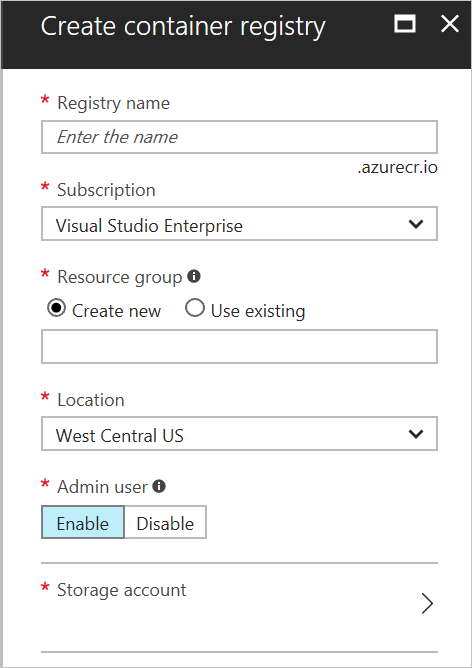 Create container registry
* Registry name
Enter the name
.azurecr.io
* Subscription
Visual Studio Enterprise
* Resource group
Create new Use existing
* Location
West Central US
* Admin user
Enable Disable
* Storage account